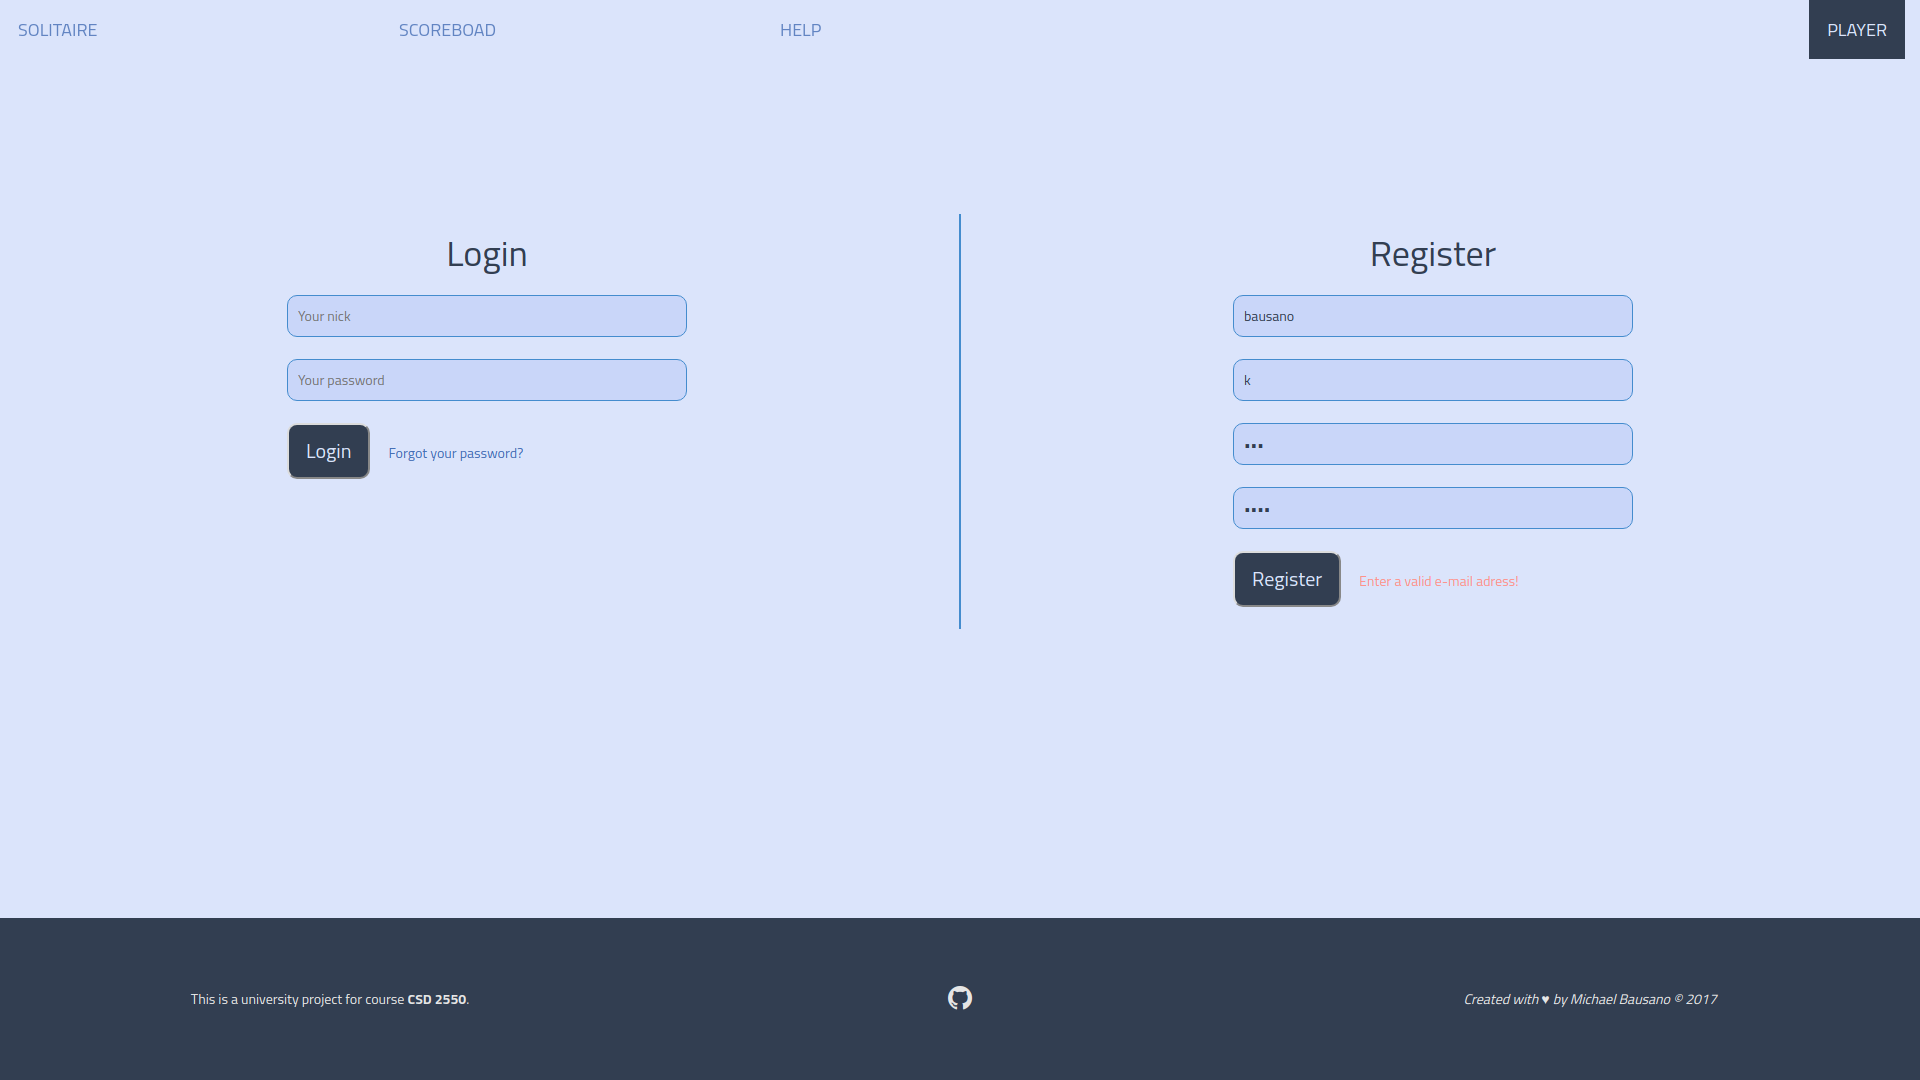 SOLITAIRE
SCOREBOAD
HELP
PLAYER
Login
Your nick
Your password
Login
Forgot your password?
Register
bausano
k
•••
••••
Register
Enter a valid e-mail adress!
This is a university project for course CSD 2550.
Created with ♥ by Michael Bausano © 2017